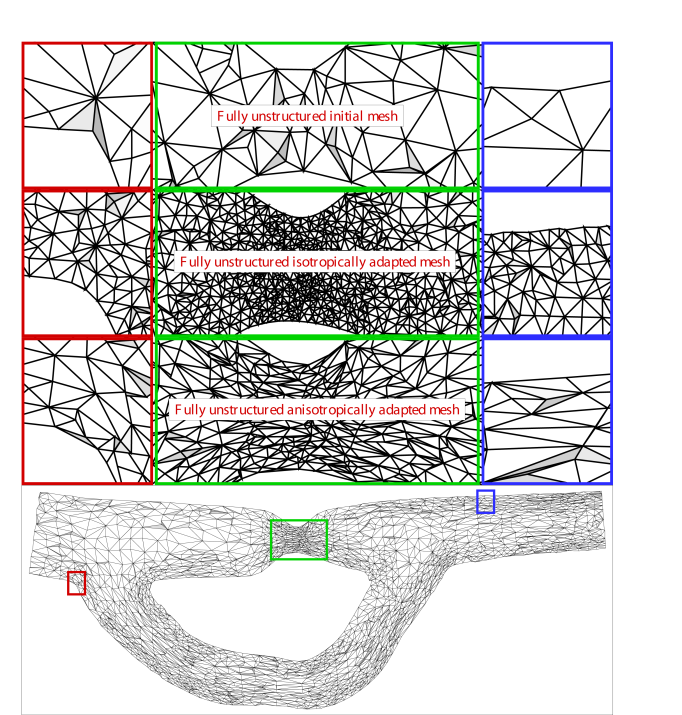 Fully unstructured initial mesh
Fully unstructured isotropically adapted mesh
Fully unstructured anisotropically adapted mesh